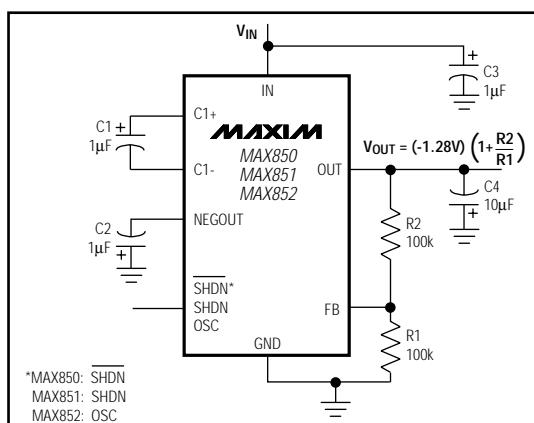 VIN
C3
1µF
IN
C1+
C1
1µF
MAXIM
VOUT = (-1.28V) (1+R2/R1)
MAX850
MAX851
MAX852
C1-
OUT
C4
10µF
NEGOUT
C2
1µF
R2
100k
SHDN*
SHDN
OSC
FB
R1
100k
GND
*MAX850: SHDN
MAX851: SHDN
MAX852: OSC